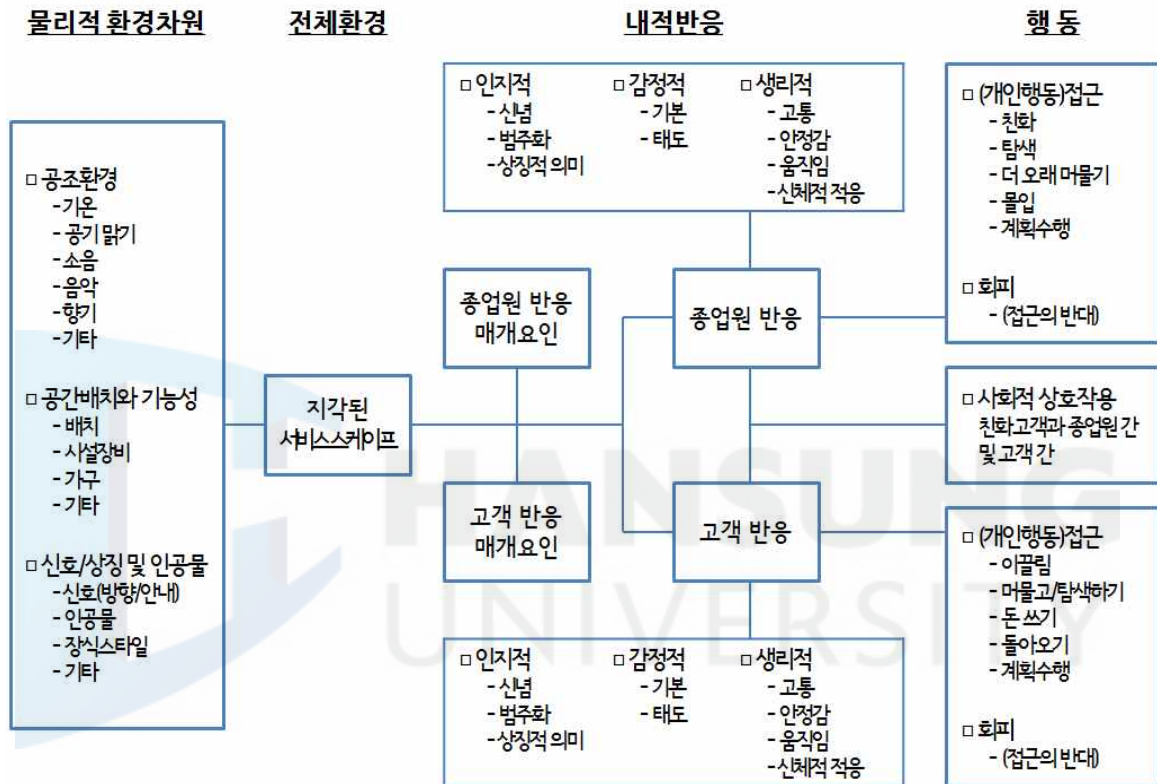 물리적 환경차원
전체환경
내적반응
행 동
□ 공조환경
- 기온
- 공기 맑기
- 소음
- 음악
- 향기
- 기타
□ 공간배치와 기능성
- 배치
- 시설장비
- 가구
- 기타
□ 신호/상징 및 인공물
- 신호(방향/안내)
- 인공물
- 장식스타일
- 기타
지각된
서비스스케이프
□ 인지적
- 신념
- 범주화
- 상징적 의미
□ 감정적
- 기본
- 태도
□ 생리적
- 고통
- 안정감
- 움직임
- 신체적 적응
종업원 반응
매개요인
종업원 반응
고객 반응
매개요인
고객 반응
□ 인지적
- 신념
- 범주화
- 상징적 의미
□ 감정적
- 기본
- 태도
□ 생리적
- 고통
- 안정감
- 움직임
- 신체적 적응
□ (개인행동)접근
- 친화
- 탐색
- 더 오래 머물기
- 몰입
- 계획수행
□ 회피
- (접근의 반대)
□ 사회적 상호작용
친화고객과 종업원 간
및 고객 간
□ (개인행동)접근
- 이끌림
- 머물고/탐색하기
- 돈 쓰기
- 돌아오기
- 계획수행
□ 회피
- (접근의 반대)
HANSUNG
UNIVERSITY